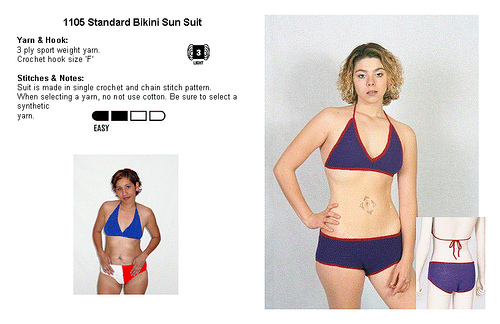 1105 Standard Bikini Sun Suit
Yarn & Hook:
3 ply sport weight yarn.
Crochet hook size 'F'
3
LIGHT
Stitches & Notes:
Suit is made in single crochet and chain stitch pattern.
When selecting a yarn, no not use cotton. Be sure to select a
synthetic
yarn.
EASY